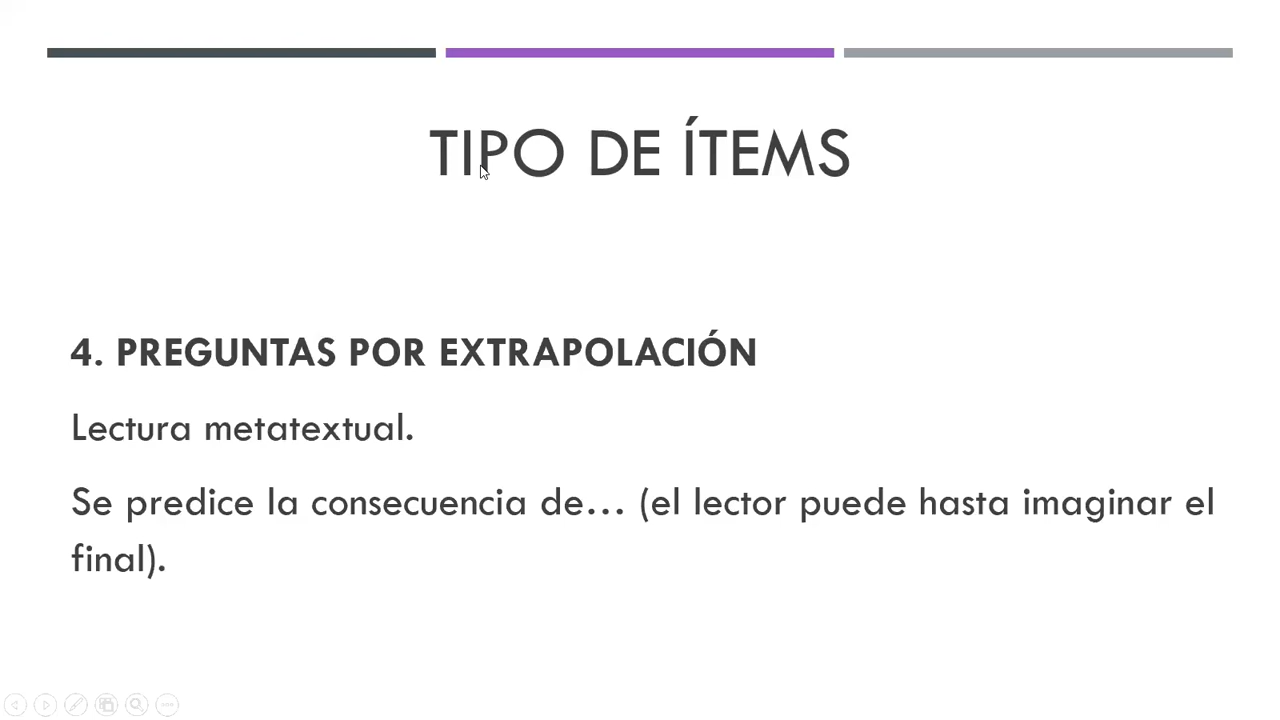 TIPO DE ÍTEMS
4. PREGUNTAS POR EXTRAPOLACIÓN
Lectura metatextual.
Se predice la consecuencia de… (el lector puede hasta imaginar el
final).